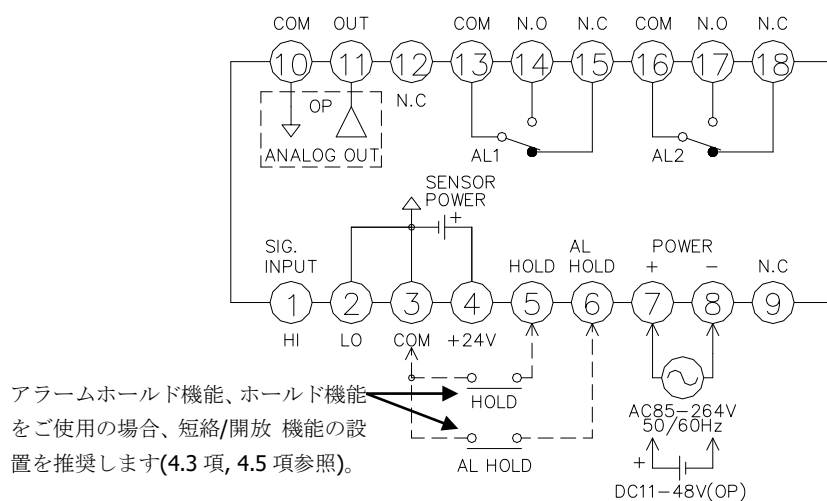 COM OUT COM N.O N.C COM N.O N.C
10 11 12 13 14 15 16 17 18
OP N.C
ANALOG OUT AL1 AL2
SENSOR
POWER
+
SIG.
INPUT
HOLD
AL
HOLD
POWER
+ −
N.C
1 2 3 4 5 6 7 8 9
HI LO COM +24V
HOLD
AL HOLD
アラームホールド機能、ホールド機能
をご使用の場合、短絡/開放 機能の設
置を推奨します(4.3 項, 4.5 項参照)。
AC85−264V
50/60Hz
+ −
DC11−48V(OP)